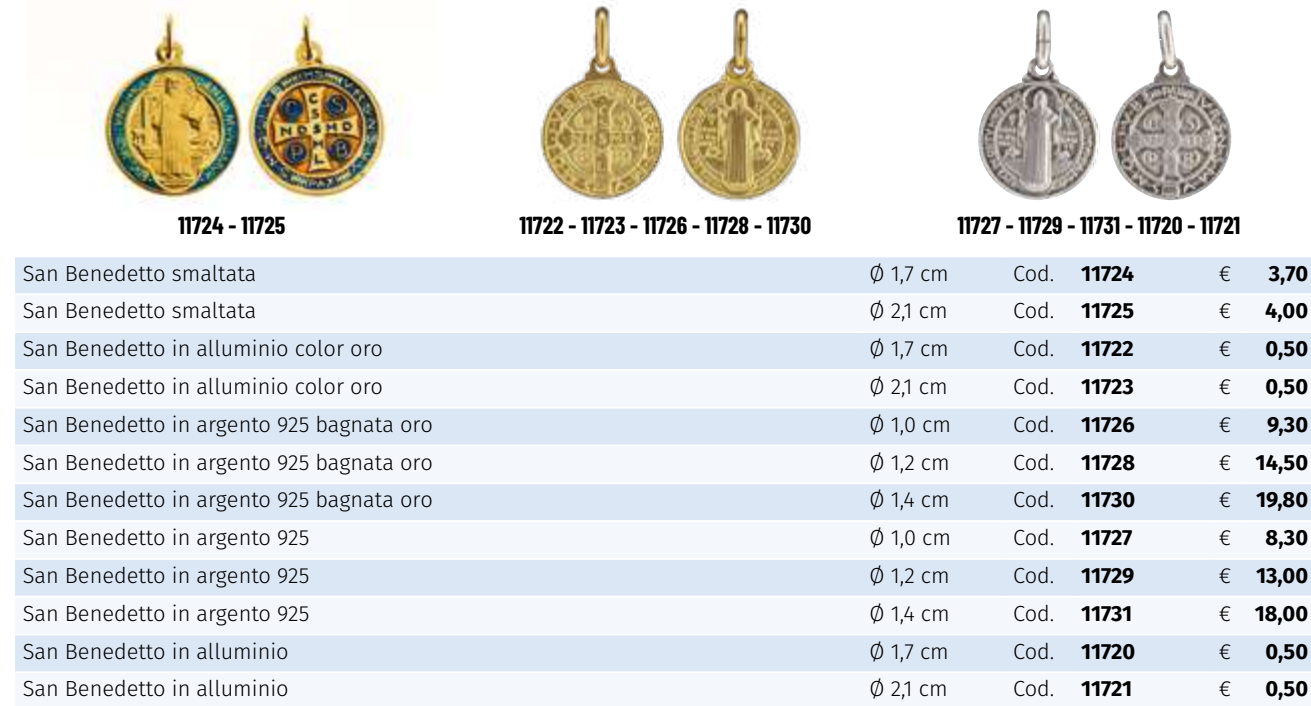 11724 - 11725
11722 - 11723 - 11726 - 11728 - 11730
11727 - 11729 - 11731 - 11720 - 11721
San Benedetto smaltata Ø 1,7 cm Cod. 11724 € 3,70
San Benedetto smaltata Ø 2,1 cm Cod. 11725 € 4,00
San Benedetto in alluminio color oro Ø 1,7 cm Cod. 11722 € 0,50
San Benedetto in alluminio color oro Ø 2,1 cm Cod. 11723 € 0,50
San Benedetto in argento 925 bagnata oro Ø 1,0 cm Cod. 11726 € 9,30
San Benedetto in argento 925 bagnata oro Ø 1,2 cm Cod. 11728 € 14,50
San Benedetto in argento 925 bagnata oro Ø 1,4 cm Cod. 11730 € 19,80
San Benedetto in argento 925 Ø 1,0 cm Cod. 11727 € 8,30
San Benedetto in argento 925 Ø 1,2 cm Cod. 11729 € 13,00
San Benedetto in argento 925 Ø 1,4 cm Cod. 11731 € 18,00
San Benedetto in alluminio Ø 1,7 cm Cod. 11720 € 0,50
San Benedetto in alluminio Ø 2,1 cm Cod. 11721 € 0,50